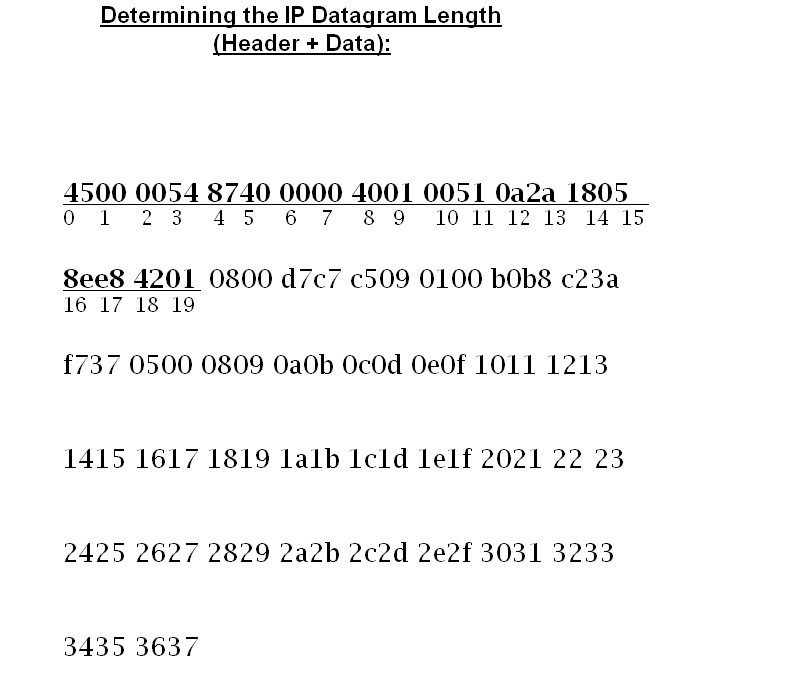 Determining the IP Datagram Length
(Header + Data):
4500 0054 8740 0000 4001 0051 0a2a 1805
0 1 2 3 4 5 6 7 8 9 10 11 12 13 14 15
8ee8 4201 0800 d7c7 c509 0100 b0b8 c23a
16 17 18 19
f737 0500 0809 0a0b 0c0d 0e0f 1011 1213
1415 1617 1819 1a1b 1c1d 1e1f 2021 22 23
2425 2627 2829 2a2b 2c2d 2e2f 3031 3233
3435 3637